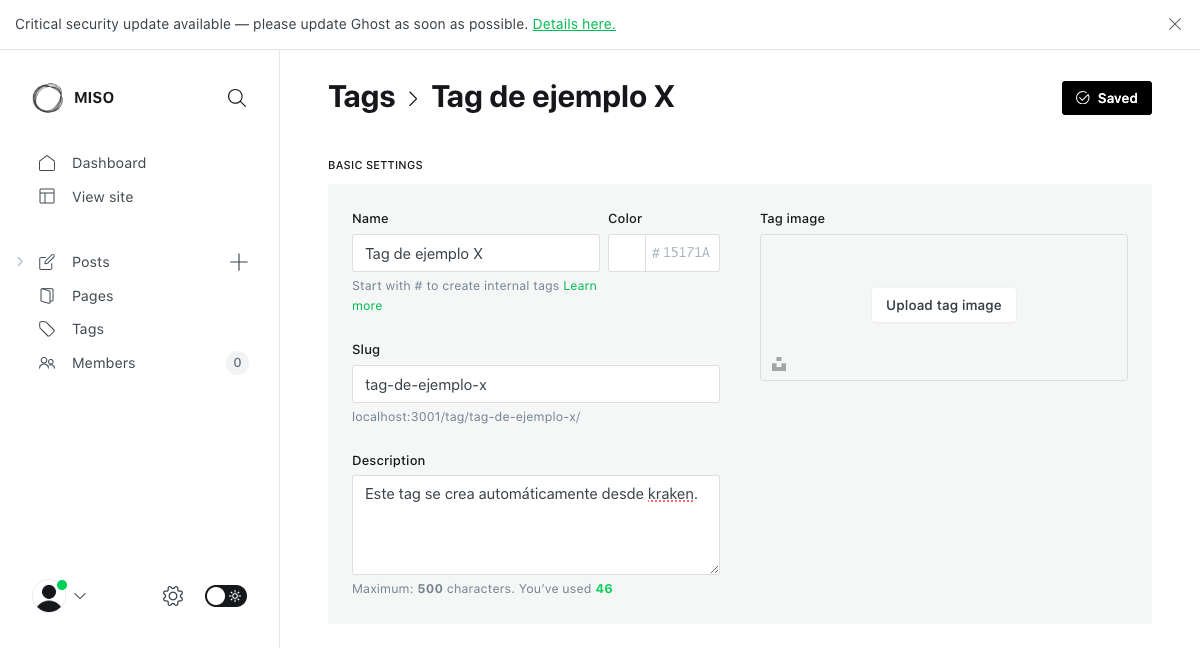 Critical security update available — please update Ghost as soon as possible. Details here.
MISO
Dashboard
View site
Posts
Pages
Tags
Members
0
Tags > Tag de ejemplo X
Saved
BASIC SETTINGS
Name
Tag de ejemplo X
Start with # to create internal tags Learn
more
Color
# 15171A
Slug
tag-de-ejemplo-x
localhost:3001/tag/tag-de-ejemplo-x/
Description
Este tag se crea automáticamente desde kraken.
Maximum: 500 characters. You’ve used 46
Tag image
Upload tag image